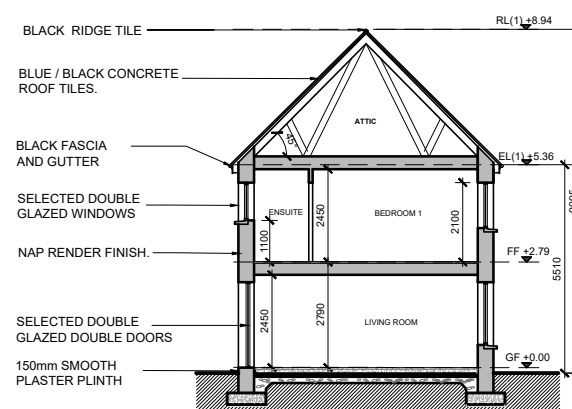 BLACK RIDGE TILE
RL(1) +8.94
BLUE / BLACK CONCRETE
ROOF TILES.
ATTIC
45°
BLACK FASCIA
AND GUTTER
EL(1) +5.36
SELECTED DOUBLE
GLAZED WINDOWS
ENSUITE
2450
BEDROOM 1
2100
1100
NAP RENDER FINISH.
FF +2.79
5510
2450
2790
LIVING ROOM
SELECTED DOUBLE
GLAZED DOUBLE DOORS
GF +0.00
150mm SMOOTH
PLASTER PLINTH